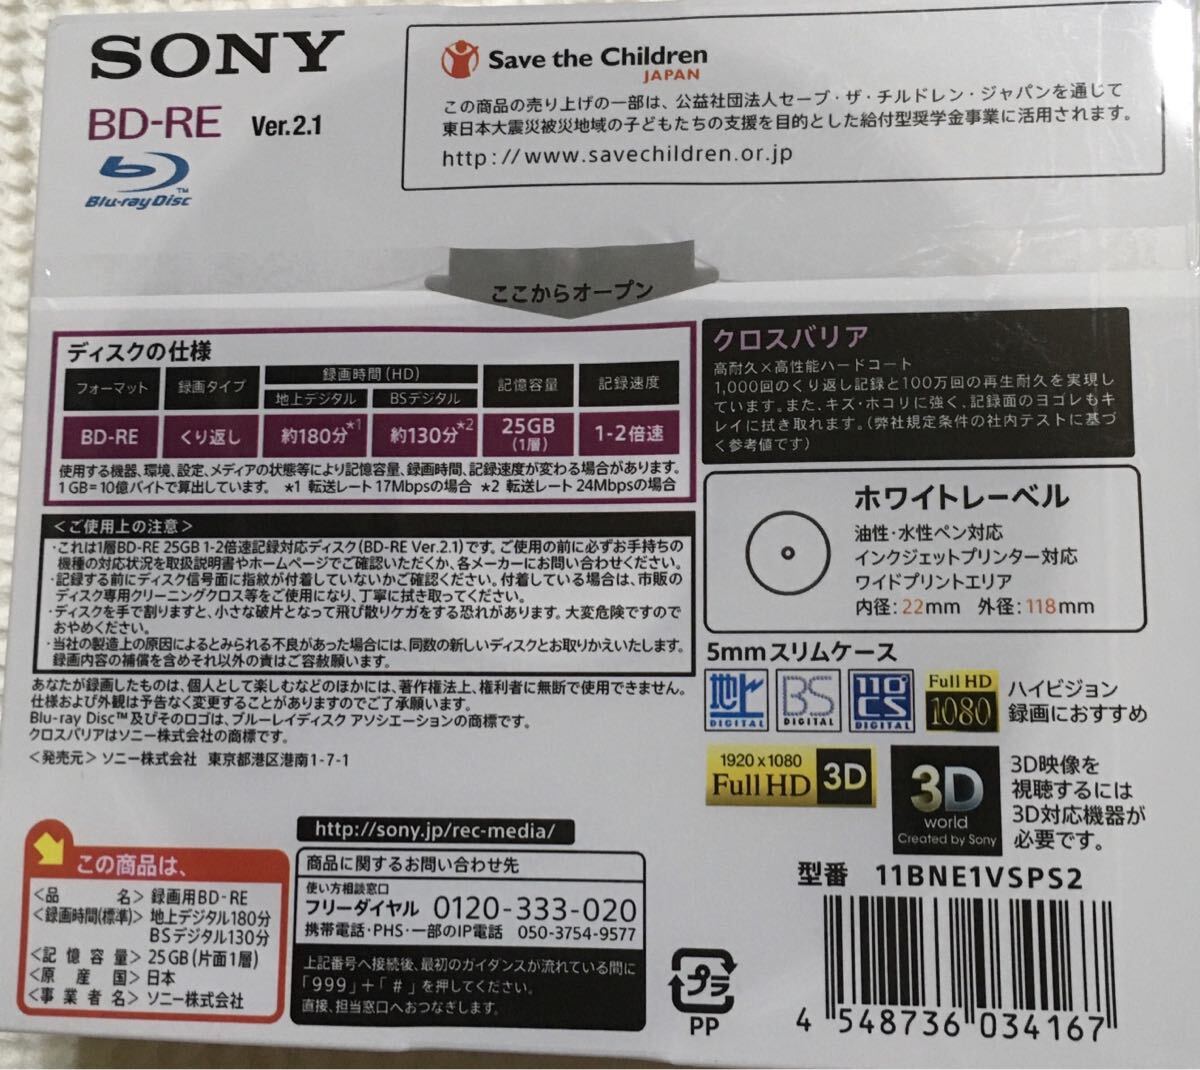 SONY
BD-RE Ver.2.1
Blu-ray Disc™
Save the Children
JAPAN
この商品の売り上げの一部は、公益社団法人セーブ・ザ・チルドレン・ジャパンを通じて
東日本大震災被災地域の子どもたちの支援を目的とした給付型奨学金事業に活用されます。
http://www.savechildren.or.jp
ここからオープン
ディスクの仕様
フォーマット 録画タイプ 録画時間(HD) 記憶容量 記録速度
地上デジタル BSデジタル
BD-RE くり返し 約180分*1 約130分*2 25GB (1層) 1-2倍速
使用する機器、環境、設定、メディアの状態等により記憶容量、録画時間、記録速度が変わる場合があります。
1GB=10億バイトで算出しています。 *1 転送レート17Mbpsの場合 *2 転送レート24Mbpsの場合
<ご使用上の注意>
・これは1層BD-RE 25GB 1-2倍速記録対応ディスク(BD-RE Ver.2.1)です。ご使用の前に必ずお手持ちの
機種の対応状況を取扱説明書やホームページでご確認いただくか、各メーカーにお問い合わせください。
・記録する前にディスク信号面に指紋が付着していないかご確認ください。付着している場合は、市販の
ディスク専用クリーニングクロス等をご使用になり、丁寧に拭き取ってください。
・ディスクを手で割りますと、小さな破片となって飛び散りケガをする恐れがあります。大変危険ですので
おやめください。
・当社の製造上の原因によるとみられる不良があった場合には、同数の新しいディスクとお取りかえいたします。
録画内容の補償を含めそれ以外の責はご容赦願います。
あなたが録画したものは、個人として楽しむなどのほかには、著作権法上、権利者に無断で使用できません。
仕様および外観は予告なく変更することがありますのでご了承願います。
Blu-ray Disc™及びそのロゴは、ブルーレイディスク アソシエーションの商標です。
クロスバリアはソニー株式会社の商標です。
<発売元> ソニー株式会社 東京都港区港南1-7-1
クロスバリア
高耐久×高性能ハードコート
1,000回のくり返し記録と100万回の再生耐久を実現し
ています。また、キズ・ホコリに強く、記録面のヨゴレもキ
レイに拭き取れます。(弊社規定条件の社内テストに基づ
く参考値です)
ホワイトレーベル
油性・水性ペン対応
インクジェットプリンター対応
ワイドプリントエリア
内径:22mm 外径:118mm
5mmスリムケース
地上 DIGITAL
BS DIGITAL
110°CS DIGITAL
Full HD 1080
ハイビジョン
録画におすすめ
1920×1080
Full HD 3D
3D
world
Created by Sony
3D映像を
視聴するには
3D対応機器が
必要です。
この商品は、
<品名> 録画用BD-RE
<録画時間(標準)> 地上デジタル180分
BSデジタル130分
<記憶容量> 25GB(片面1層)
<原産国> 日本
<事業者名> ソニー株式会社
http://sony.jp/rec-media/
商品に関するお問い合わせ先
使い方相談窓口
フリーダイヤル 0120-333-020
携帯電話・PHS・一部のIP電話 050-3754-9577
上記番号へ接続後、最初のガイダンスが流れている間に
「999」+「#」を押してください。
直接、担当窓口へおつなぎします。
プラ
PP
型番 11BNE1VSPS2
4 548736 034167